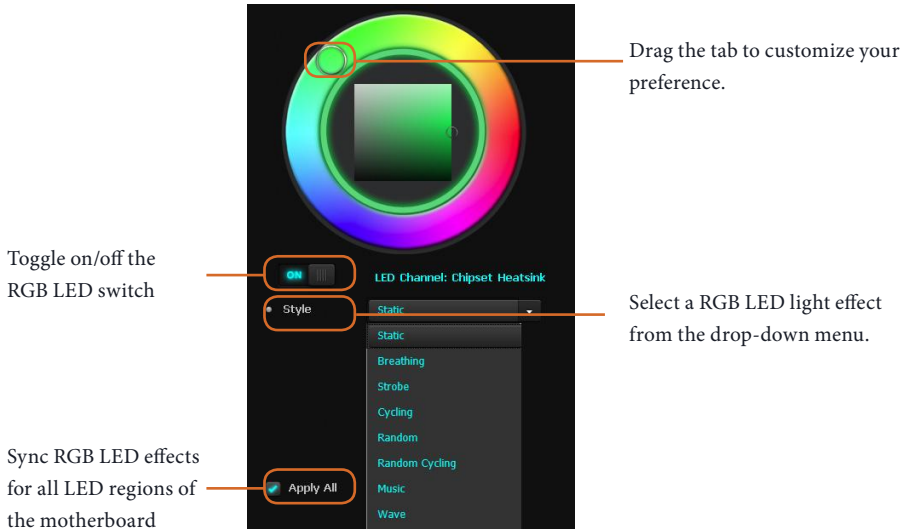 Drag the tab to customize your
preference.
Toggle on/off the
RGB LED switch
ON
LED Channel: Chipset Heatsink
Style
Static
Select a RGB LED light effect
from the drop-down menu.
Static
Breathing
Strobe
Cycling
Random
Random Cycling
Music
Wave
Sync RGB LED effects
for all LED regions of
the motherboard
Apply All